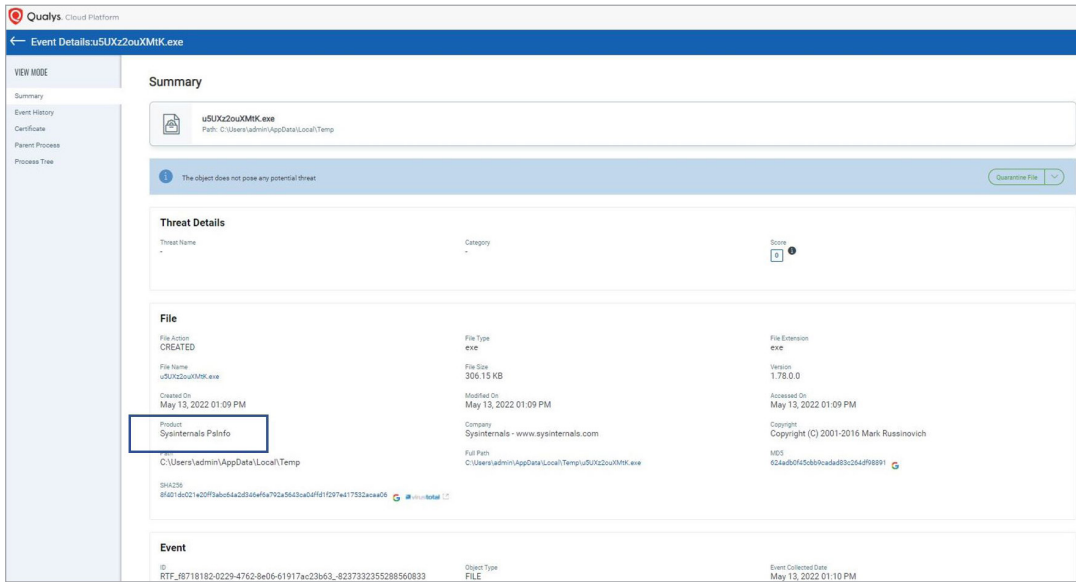 Qualys. Cloud Platform
← Event Details:u5UXz2ouXMtK.exe
VIEW MODE
Summary
Event History
Certificate
Parent Process
Process Tree
Summary
u5UXz2ouXMtK.exe
Path: C:\Users\admin\AppData\Local\Temp
The object does not pose any potential threat
Quarantine File
Threat Details
Threat Name
-
Category
-
Score
0
File
File Action
CREATED
File Type
exe
File Extension
exe
File Name
u5UXz2ouXMtK.exe
File Size
306.15 KB
Version
1.78.0.0
Created On
May 13, 2022 01:09 PM
Modified On
May 13, 2022 01:09 PM
Accessed On
May 13, 2022 01:09 PM
Product
Sysinternals PsInfo
Company
Sysinternals - www.sysinternals.com
Copyright
Copyright (C) 2001-2016 Mark Russinovich
Path
C:\Users\admin\AppData\Local\Temp
Full Path
C:\Users\admin\AppData\Local\Temp\u5UXz2ouXMtK.exe
MD5
624adb0f45cbb9cadad83c264df98891
SHA256
8f401dc021e20ff3abc64a2d346ef6a792a5643ca04ffd1f297e417532acaa06
virustotal
Event
ID
RTF_f8718182-0229-4762-8e06-61917ac23b63_-8237332355288560833
Object Type
FILE
Event Collected Date
May 13, 2022 01:10 PM